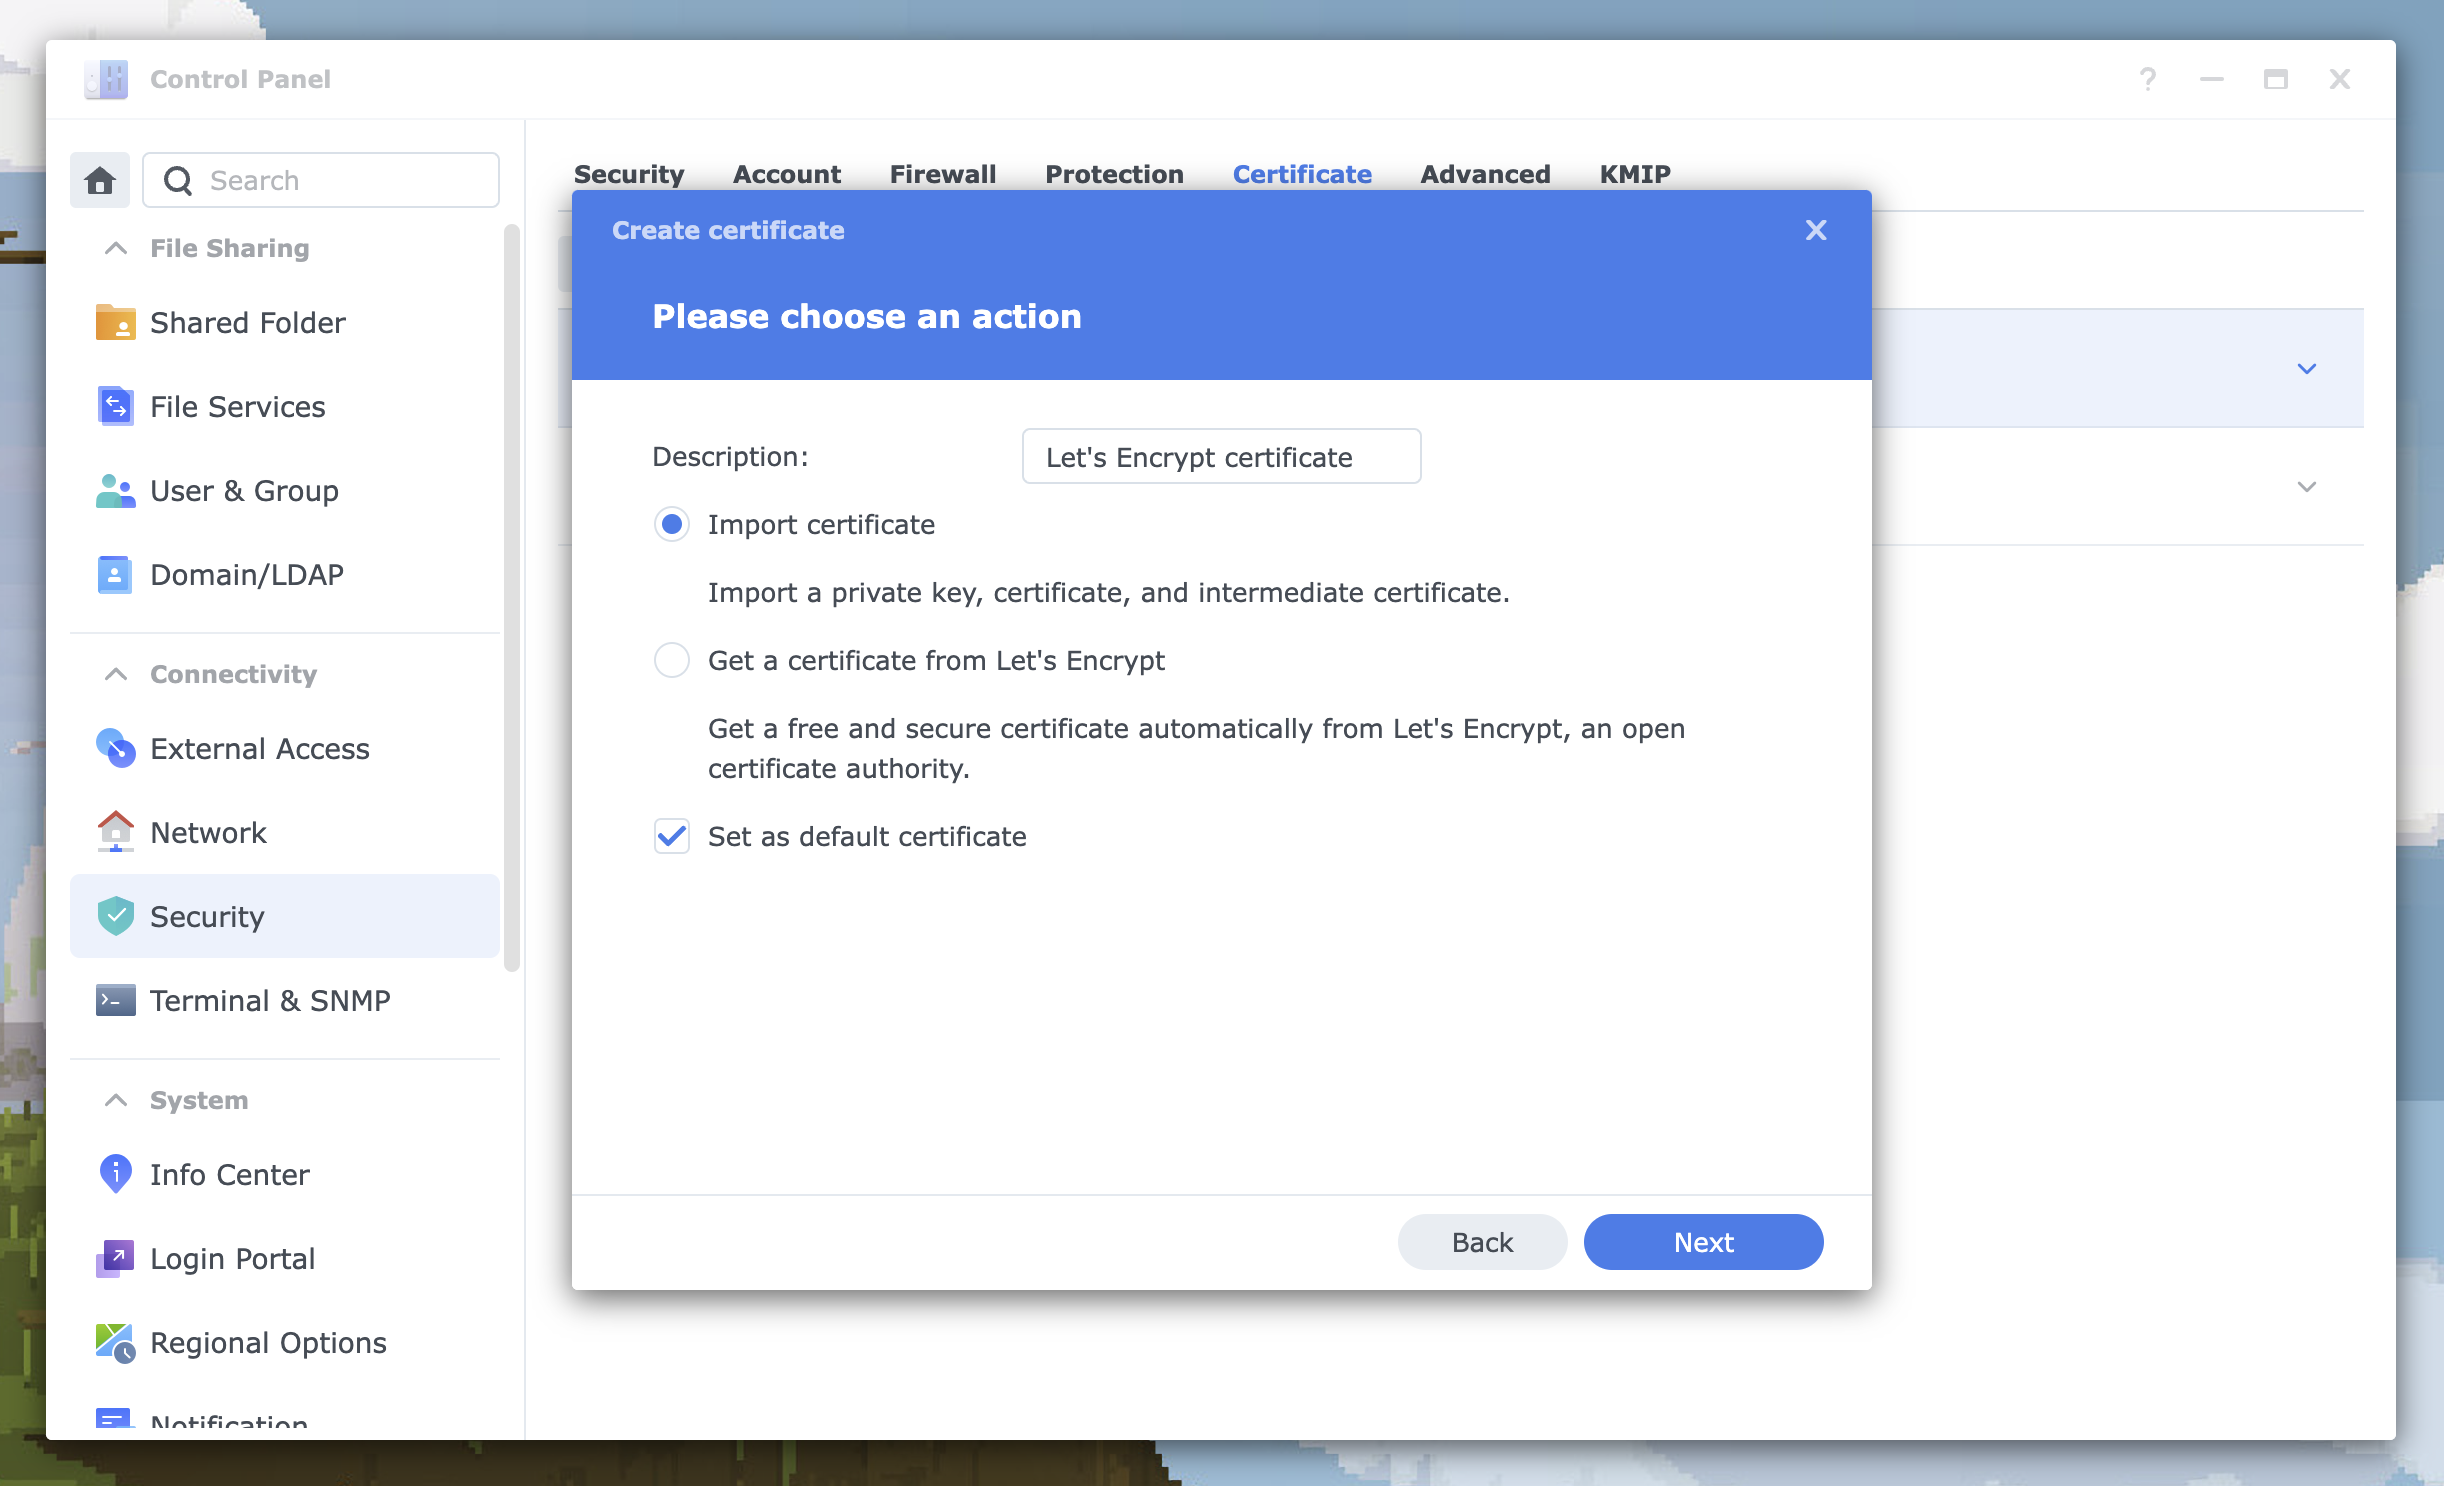 Control Panel
Search
File Sharing
Shared Folder
File Services
User & Group
Domain/LDAP
Connectivity
External Access
Network
Security
Terminal & SNMP
System
Info Center
Login Portal
Regional Options
Notification
Security Account Firewall Protection Certificate Advanced KMIP
Create certificate
Please choose an action
Description: Let's Encrypt certificate
Import certificate
Import a private key, certificate, and intermediate certificate.
Get a certificate from Let's Encrypt
Get a free and secure certificate automatically from Let's Encrypt, an open
certificate authority.
Set as default certificate
Back Next